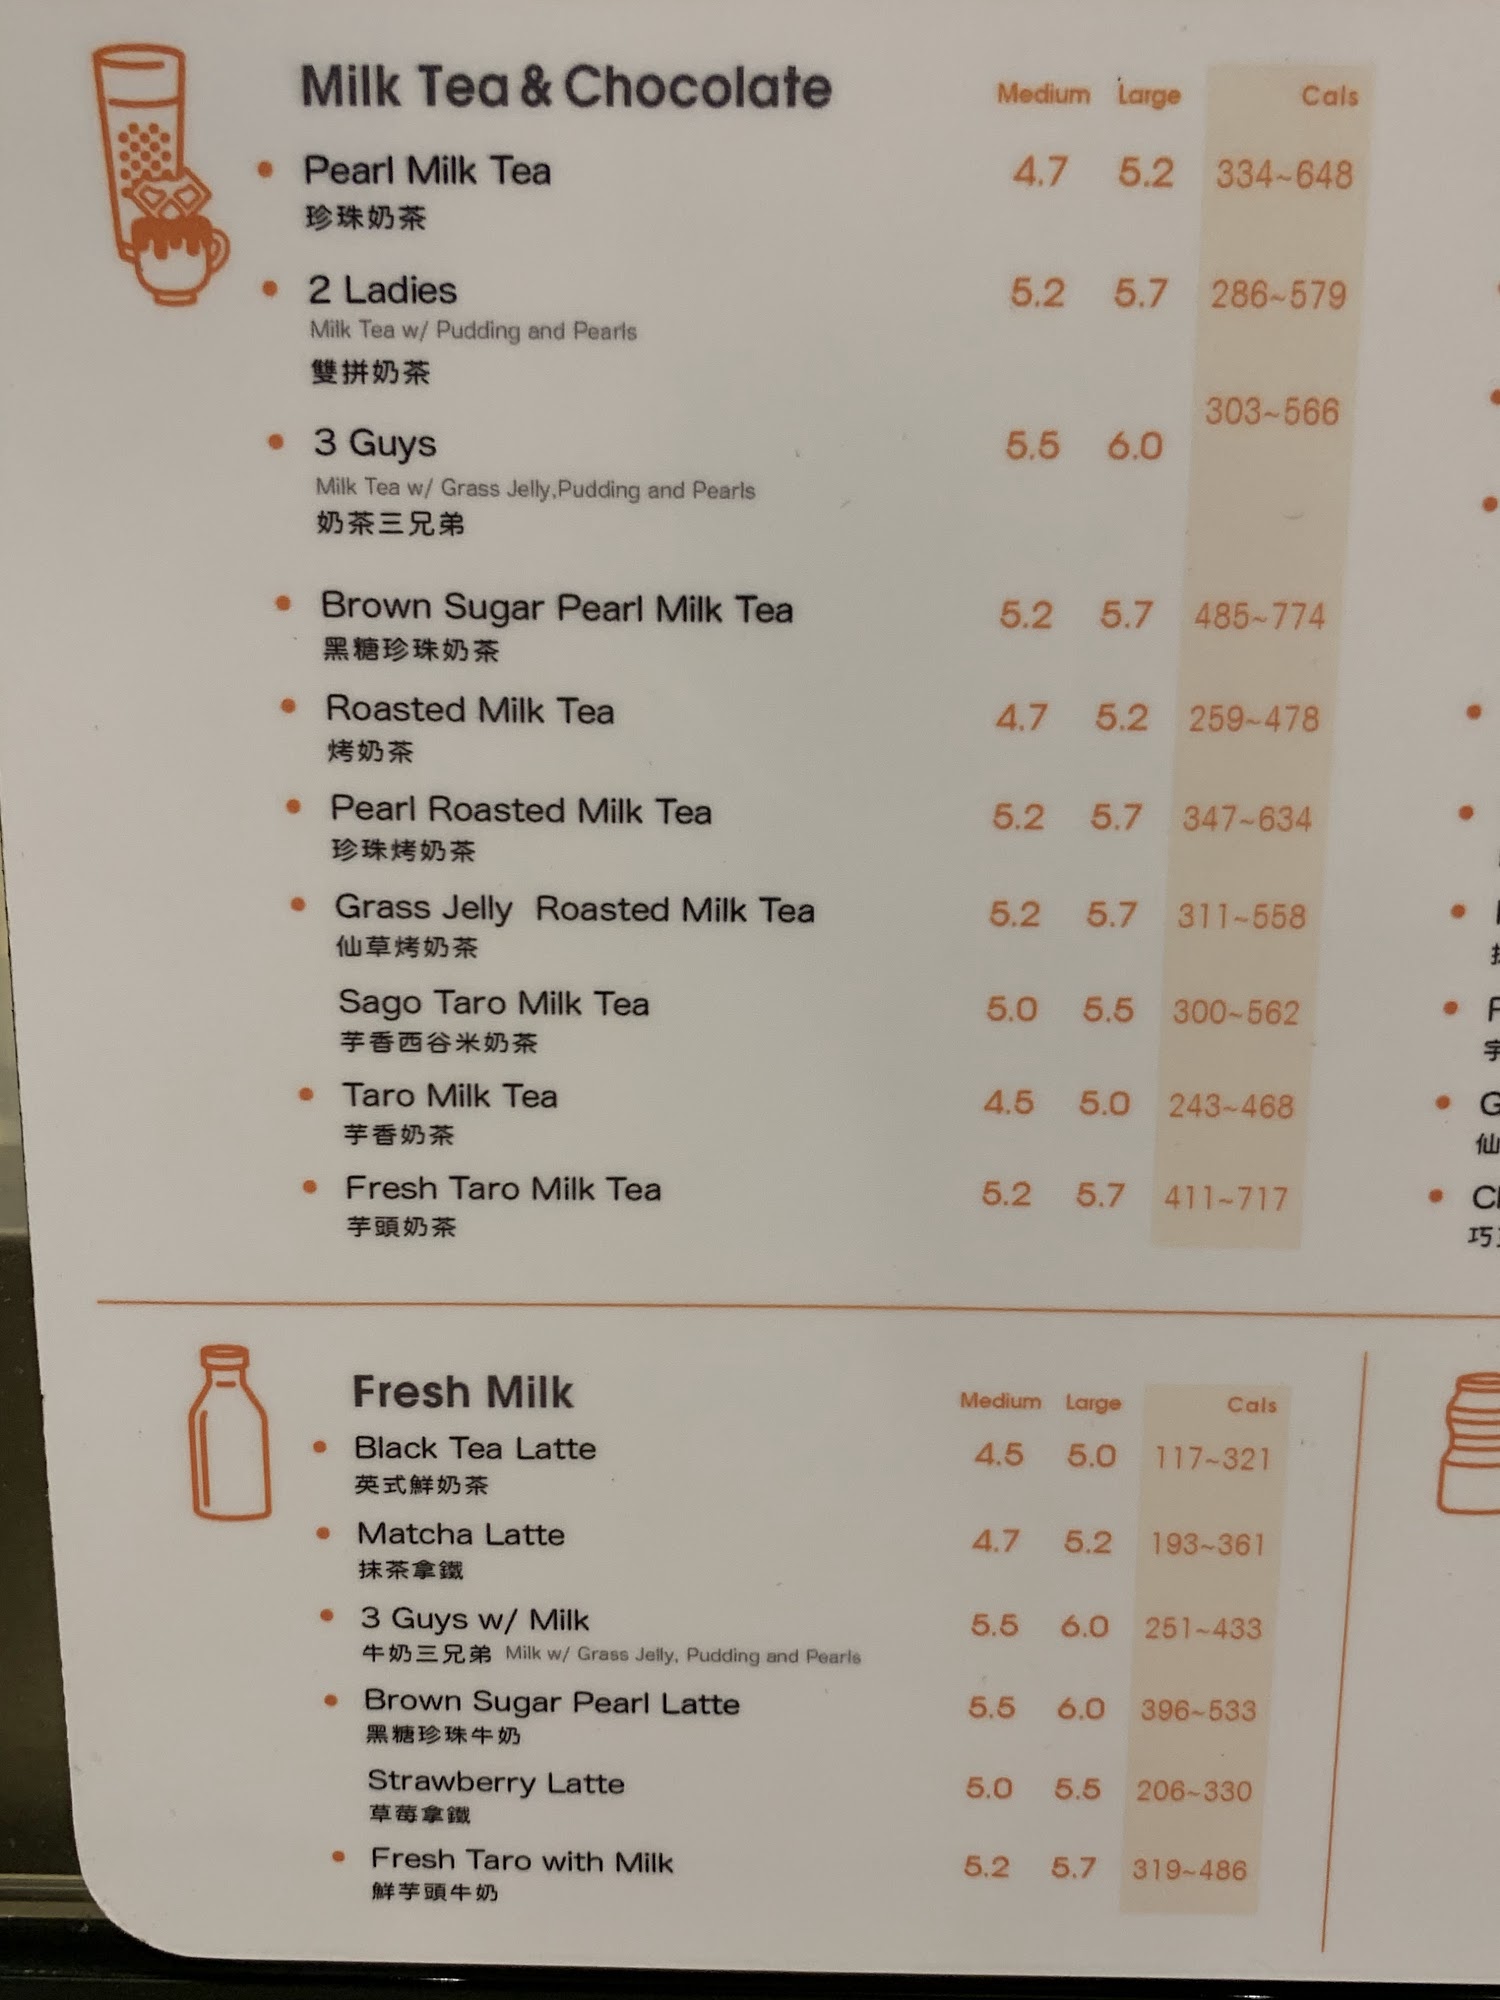 Milk Tea & Chocolate Medium Large Cals
Pearl Milk Tea 4.7 5.2 334~648
珍珠奶茶
2 Ladies 5.2 5.7 286~579
Milk Tea w/ Pudding and Pearls
雙拼奶茶
303~566
3 Guys 5.5 6.0
Milk Tea w/ Grass Jelly,Pudding and Pearls
奶茶三兄弟
Brown Sugar Pearl Milk Tea 5.2 5.7 485~774
黑糖珍珠奶茶
Roasted Milk Tea 4.7 5.2 259~478
烤奶茶
Pearl Roasted Milk Tea 5.2 5.7 347~634
珍珠烤奶茶
Grass Jelly Roasted Milk Tea 5.2 5.7 311~558
仙草烤奶茶
Sago Taro Milk Tea 5.0 5.5 300~562
芋香西谷米奶茶
Taro Milk Tea 4.5 5.0 243~468
芋香奶茶
Fresh Taro Milk Tea 5.2 5.7 411~717
芋頭奶茶
Fresh Milk Medium Large Cals
Black Tea Latte 4.5 5.0 117~321
英式鮮奶茶
Matcha Latte 4.7 5.2 193~361
抹茶拿鐵
3 Guys w/ Milk 5.5 6.0 251~433
牛奶三兄弟 Milk w/ Grass Jelly, Pudding and Pearls
Brown Sugar Pearl Latte 5.5 6.0 396~533
黑糖珍珠牛奶
Strawberry Latte 5.0 5.5 206~330
草莓拿鐵
Fresh Taro with Milk 5.2 5.7 319~486
鮮芋頭牛奶